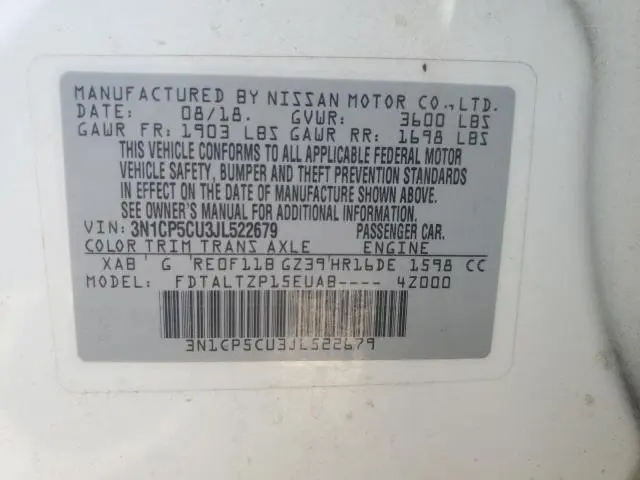 MANUFACTURED BY NISSAN MOTOR CO.,LTD.
DATE: 08/18. GVWR: 3600 LBS
GAWR FR: 1903 LBS GAWR RR: 1698 LBS
THIS VEHICLE CONFORMS TO ALL APPLICABLE FEDERAL MOTOR
VEHICLE SAFETY, BUMPER AND THEFT PREVENTION STANDARDS
IN EFFECT ON THE DATE OF MANUFACTURE SHOWN ABOVE.
SEE OWNER'S MANUAL FOR ADDITIONAL INFORMATION.
VIN: 3N1CP5CU3JL522679 PASSENGER CAR.
COLOR TRIM TRANS AXLE ENGINE
XAB G RE0F11B GZ39 HR16DE 1598 CC
MODEL: FDTALTZP15EUAB---- 4Z000
3N1CP5CU3JL522679